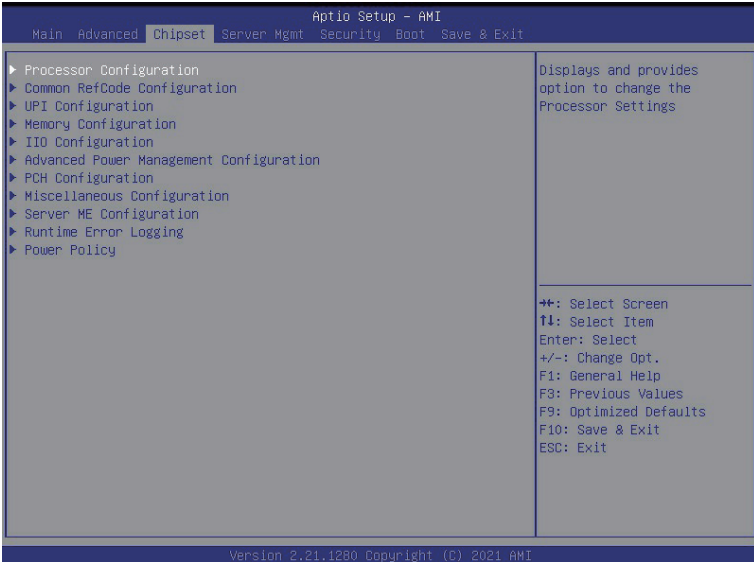 Aptio Setup – AMI
Main Advanced Chipset Server Mgmt Security Boot Save & Exit
Processor Configuration
Common RefCode Configuration
UPI Configuration
Memory Configuration
IIO Configuration
Advanced Power Management Configuration
PCH Configuration
Miscellaneous Configuration
Server ME Configuration
Runtime Error Logging
Power Policy
Displays and provides
option to change the
Processor Settings
→←: Select Screen
↑↓: Select Item
Enter: Select
+/-: Change Opt.
F1: General Help
F3: Previous Values
F9: Optimized Defaults
F10: Save & Exit
ESC: Exit
Version 2.21.1280 Copyright (C) 2021 AMI